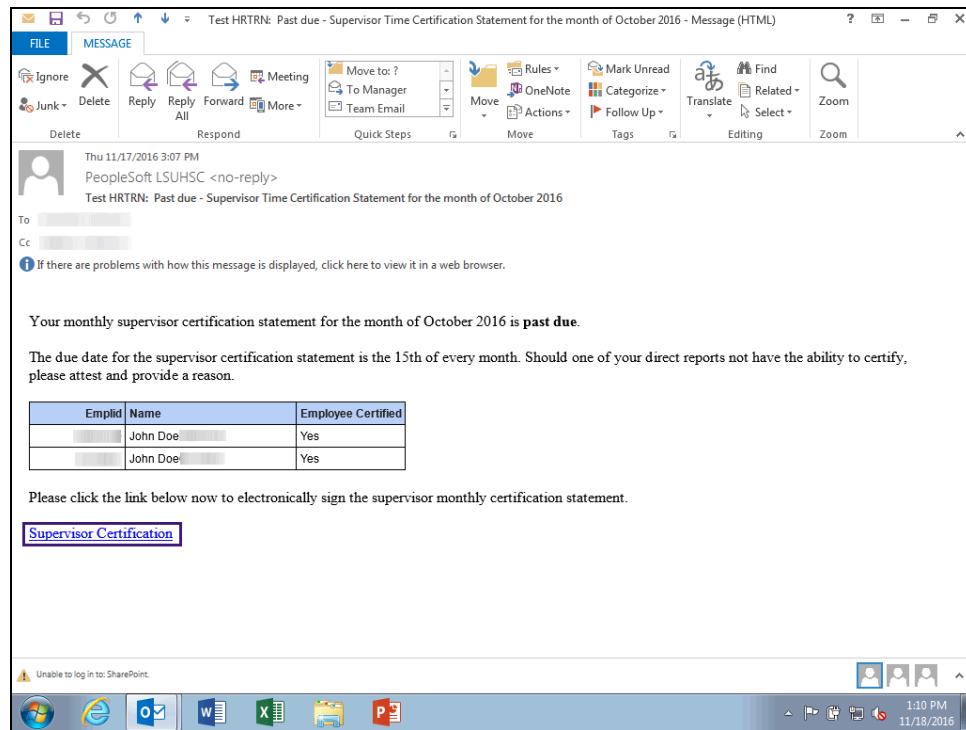 Test HRTRN: Past due - Supervisor Time Certification Statement for the month of October 2016 - Message (HTML)
FILE MESSAGE
Ignore
Junk
Delete
Reply
Reply All
Forward
Meeting
More
Move to: ?
To Manager
Team Email
Move
Rules
OneNote
Actions
Mark Unread
Categorize
Follow Up
Translate
Find
Related
Select
Zoom
Delete Respond Quick Steps Move Tags Editing Zoom
Thu 11/17/2016 3:07 PM
PeopleSoft LSUHSC <no-reply>
Test HRTRN: Past due - Supervisor Time Certification Statement for the month of October 2016
To
Cc
If there are problems with how this message is displayed, click here to view it in a web browser.
Your monthly supervisor certification statement for the month of October 2016 is past due.
The due date for the supervisor certification statement is the 15th of every month. Should one of your direct reports not have the ability to certify,
please attest and provide a reason.
Emplid Name Employee Certified
John Doe Yes
John Doe Yes
Please click the link below now to electronically sign the supervisor monthly certification statement.
Supervisor Certification
Unable to log in to: SharePoint.
1:10 PM
11/18/2016